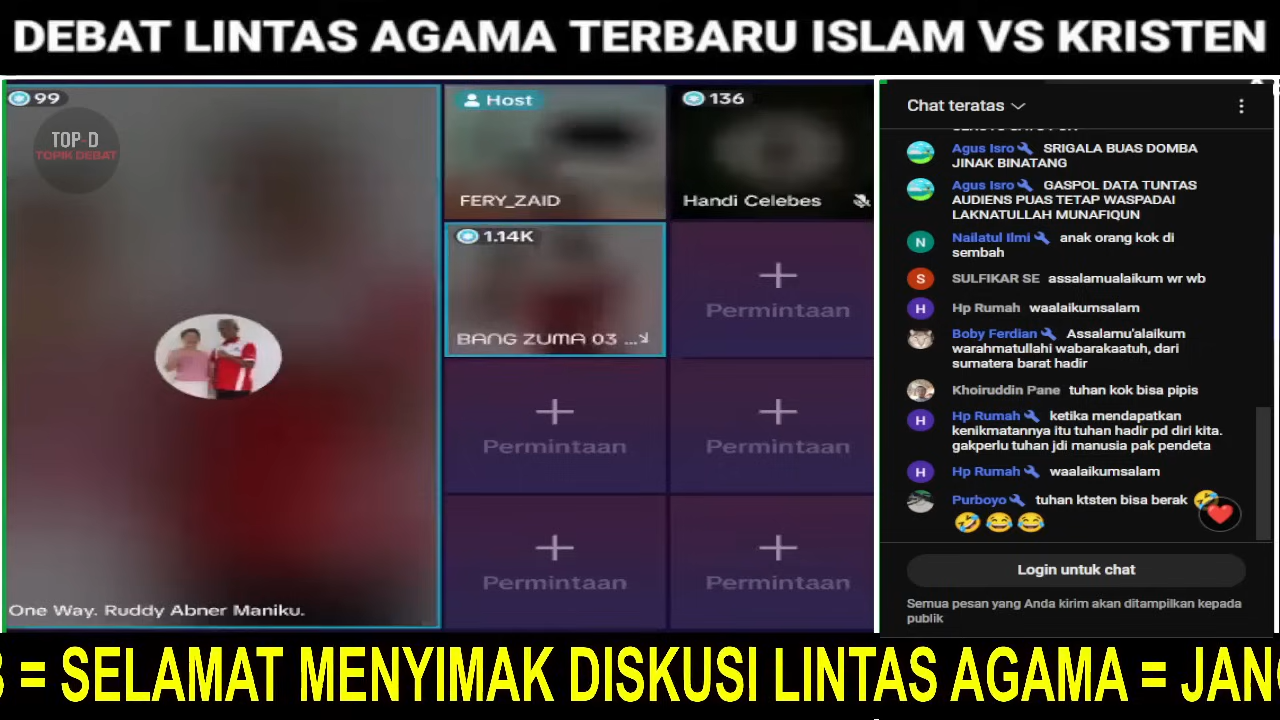 DEBAT LINTAS AGAMA TERBARU ISLAM VS KRISTEN
99
TOP-D
TOPIK DEBAT
One Way. Ruddy Abner Maniku.
Host
FERY_ZAID
136
Handi Celebes
1.14K
BANG ZUMA 03 ...
Permintaan
Permintaan
Permintaan
Permintaan
Permintaan
Chat teratas
Agus Isro SRIGALA BUAS DOMBA
JINAK BINATANG
Agus Isro GASPOL DATA TUNTAS
AUDIENS PUAS TETAP WASPADAI
LAKNATULLAH MUNAFIQUN
N
Nailatul Ilmi anak orang kok di
sembah
S
SULFIKAR SE assalamualaikum wr wb
H
Hp Rumah waalaikumsalam
Boby Ferdian Assalamu'alaikum
warahmatullahi wabarakaatuh, dari
sumatera barat hadir
Khoiruddin Pane tuhan kok bisa pipis
H
Hp Rumah ketika mendapatkan
kenikmatannya itu tuhan hadir pd diri kita.
gakperlu tuhan jdi manusia pak pendeta
H
Hp Rumah waalaikumsalam
Purboyo tuhan ktsten bisa berak 🤣
🤣😂😂
Login untuk chat
Semua pesan yang Anda kirim akan ditampilkan kepada
publik
= SELAMAT MENYIMAK DISKUSI LINTAS AGAMA =